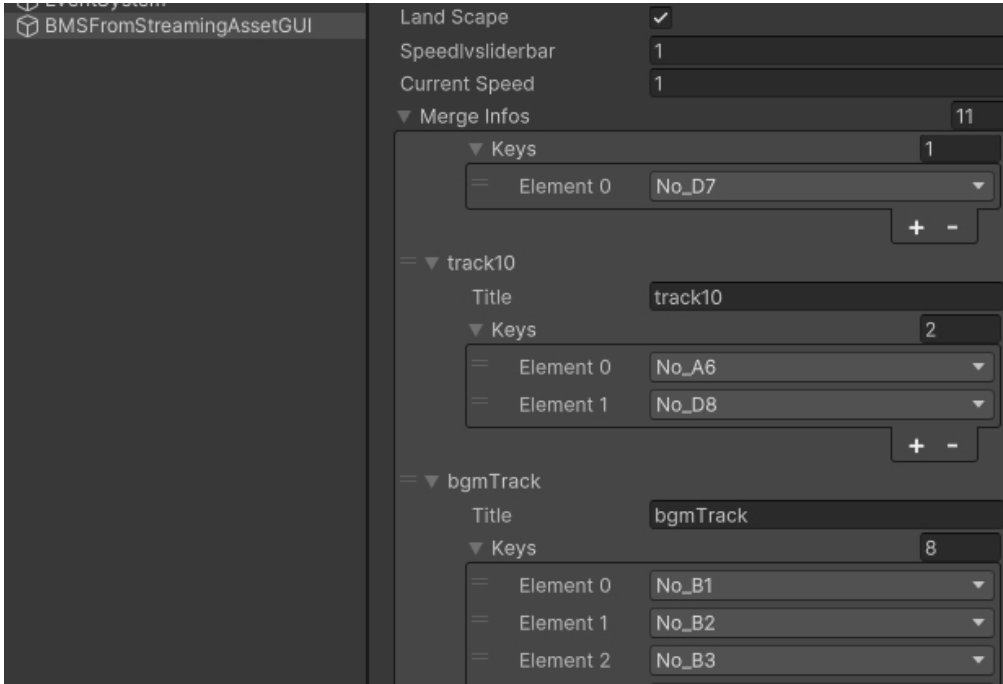 EventSystem
BMSFromStreamingAssetGUI
Land Scape
Speedlvsliderbar 1
Current Speed 1
Merge Infos 11
Keys 1
Element 0 No_D7
+ -
track10
Title track10
Keys 2
Element 0 No_A6
Element 1 No_D8
+ -
bgmTrack
Title bgmTrack
Keys 8
Element 0 No_B1
Element 1 No_B2
Element 2 No_B3